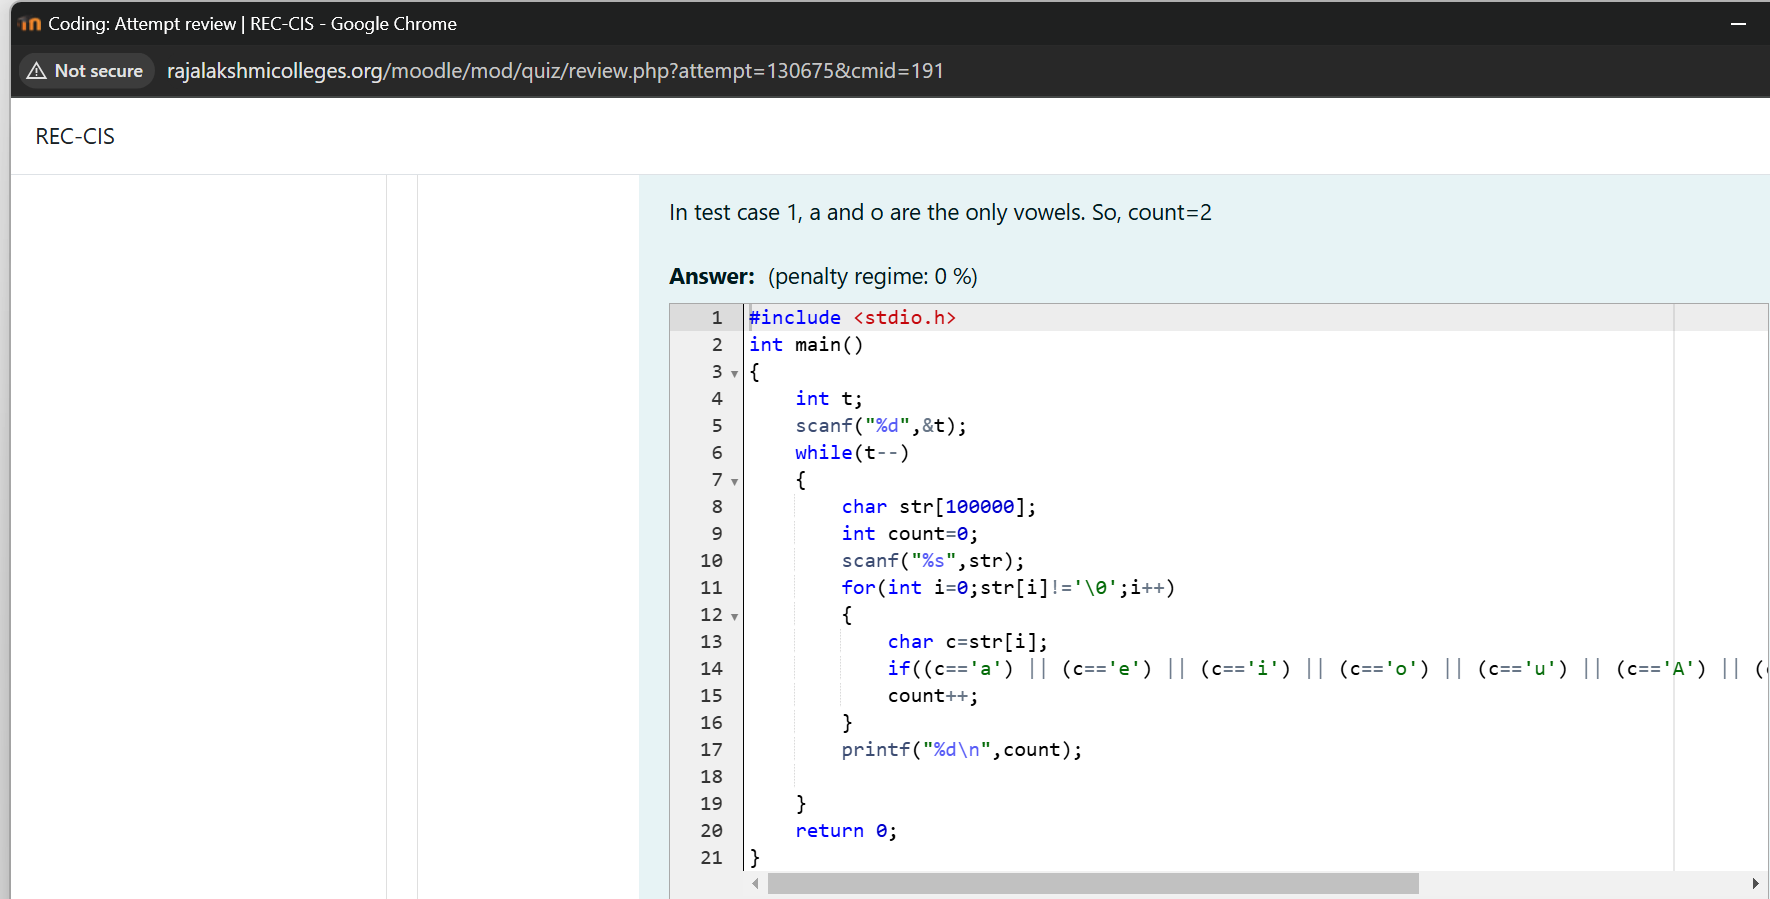 Coding: Attempt review | REC-CIS - Google Chrome
Not secure rajalakshmicolleges.org/moodle/mod/quiz/review.php?attempt=130675&cmid=191
REC-CIS
In test case 1, a and o are the only vowels. So, count=2
Answer: (penalty regime: 0 %)
1 #include <stdio.h>
2 int main()
3 {
4     int t;
5     scanf("%d",&t);
6     while(t--)
7     {
8         char str[100000];
9         int count=0;
10         scanf("%s",str);
11         for(int i=0;str[i]!='\0';i++)
12         {
13             char c=str[i];
14             if((c=='a') || (c=='e') || (c=='i') || (c=='o') || (c=='u') || (c=='A') || (
15             count++;
16         }
17         printf("%d\n",count);
18
19     }
20     return 0;
21 }